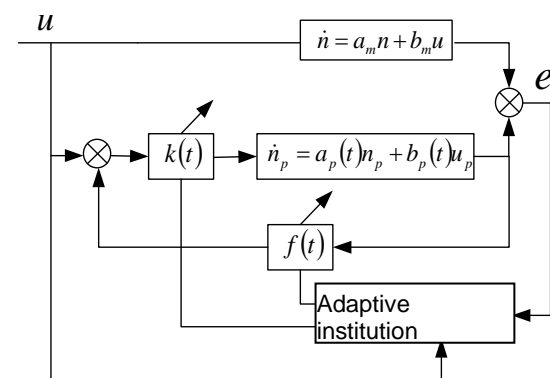 u
ṅ = a_m n + b_m u
e
k(t)
ṅ_p = a_p(t)n_p + b_p(t)u_p
f(t)
Adaptive
institution